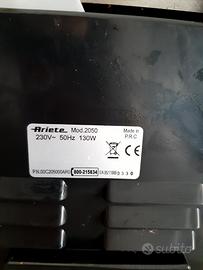 Ariete Mod.2050
Made in
P.R.C
230V~ 50Hz 130W
P.N.00C205000AR0 800-215834
subito